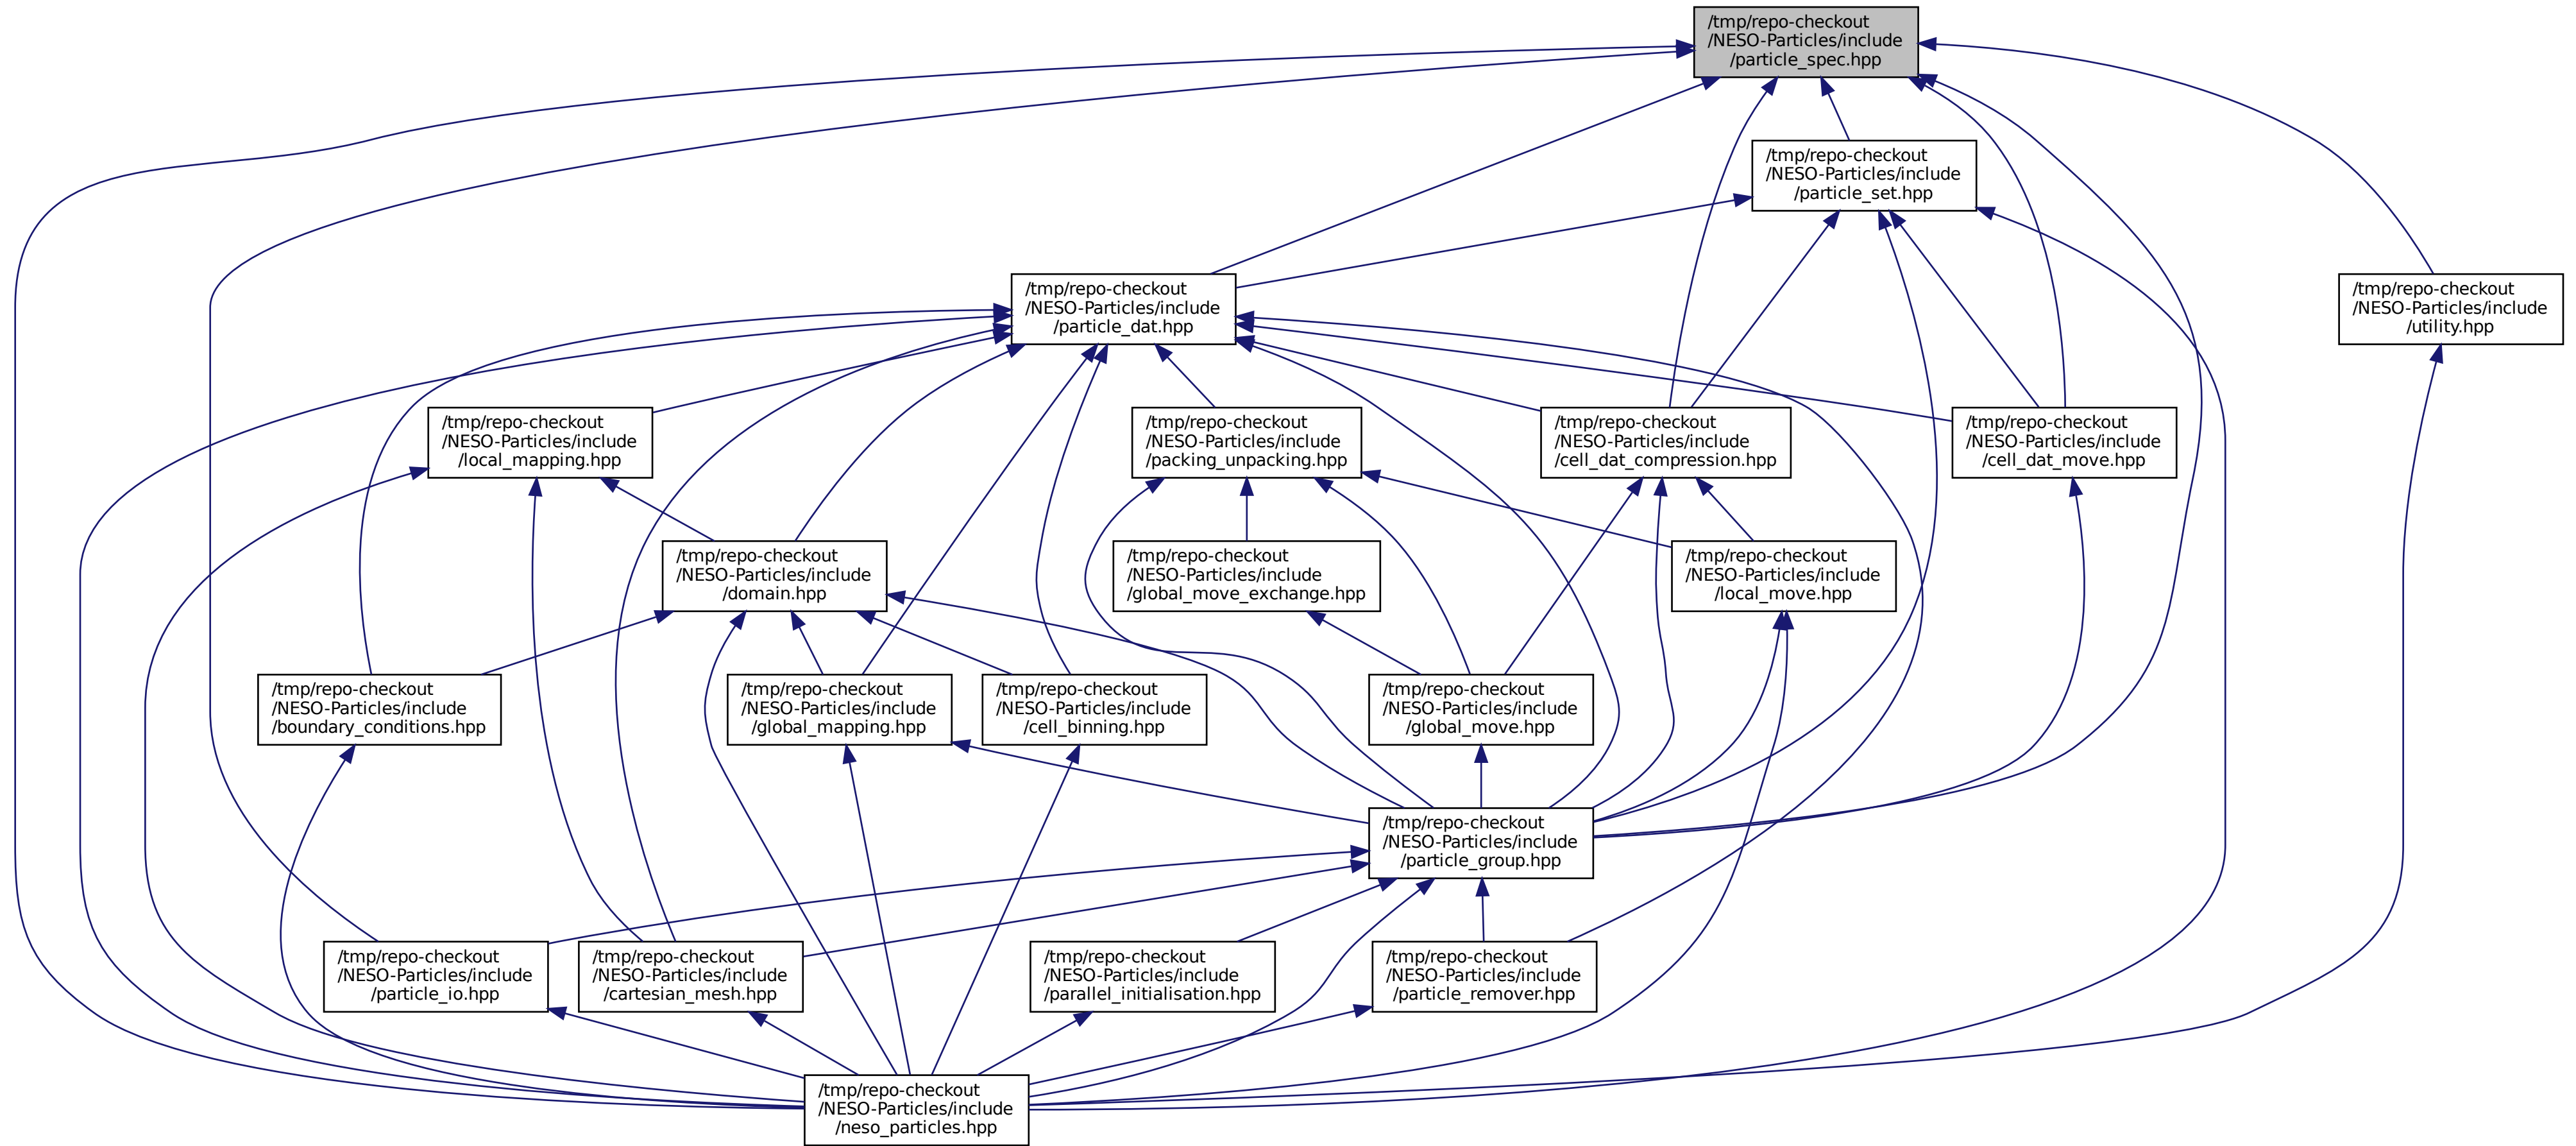 /tmp/repo-checkout
/NESO-Particles/include
/particle_spec.hpp
/tmp/repo-checkout
/NESO-Particles/include
/particle_set.hpp
/tmp/repo-checkout
/NESO-Particles/include
/particle_dat.hpp
/tmp/repo-checkout
/NESO-Particles/include
/utility.hpp
/tmp/repo-checkout
/NESO-Particles/include
/local_mapping.hpp
/tmp/repo-checkout
/NESO-Particles/include
/packing_unpacking.hpp
/tmp/repo-checkout
/NESO-Particles/include
/cell_dat_compression.hpp
/tmp/repo-checkout
/NESO-Particles/include
/cell_dat_move.hpp
/tmp/repo-checkout
/NESO-Particles/include
/domain.hpp
/tmp/repo-checkout
/NESO-Particles/include
/global_move_exchange.hpp
/tmp/repo-checkout
/NESO-Particles/include
/local_move.hpp
/tmp/repo-checkout
/NESO-Particles/include
/boundary_conditions.hpp
/tmp/repo-checkout
/NESO-Particles/include
/global_mapping.hpp
/tmp/repo-checkout
/NESO-Particles/include
/cell_binning.hpp
/tmp/repo-checkout
/NESO-Particles/include
/global_move.hpp
/tmp/repo-checkout
/NESO-Particles/include
/particle_group.hpp
/tmp/repo-checkout
/NESO-Particles/include
/particle_io.hpp
/tmp/repo-checkout
/NESO-Particles/include
/cartesian_mesh.hpp
/tmp/repo-checkout
/NESO-Particles/include
/parallel_initialisation.hpp
/tmp/repo-checkout
/NESO-Particles/include
/particle_remover.hpp
/tmp/repo-checkout
/NESO-Particles/include
/neso_particles.hpp